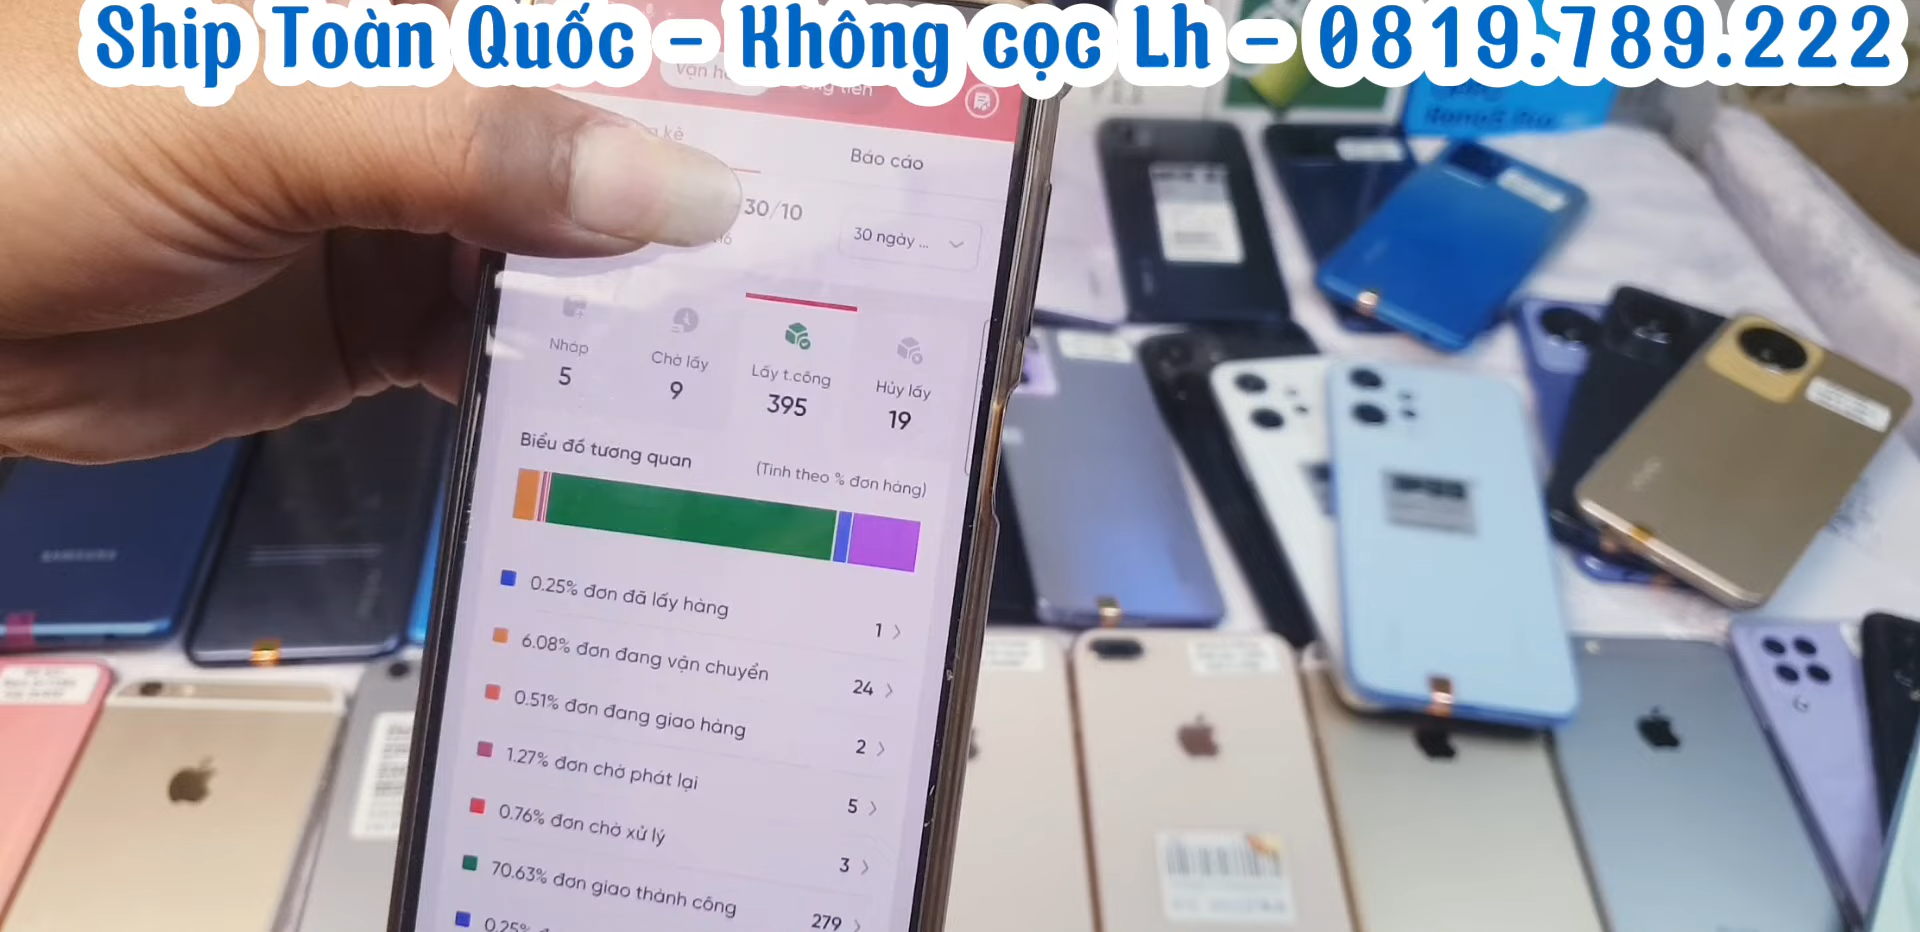 Ship Toàn Quốc - Không cọc Lh - 0819.789.222
Báo cáo
30/10
30 ngày ...
Nháp
5
Chờ lấy
9
Lấy t.công
395
Hủy lấy
19
Biểu đồ tương quan
(Tính theo % đơn hàng)
0.25% đơn đã lấy hàng 1
6.08% đơn đang vận chuyển 24
0.51% đơn đang giao hàng 2
1.27% đơn chờ phát lại 5
0.76% đơn chờ xử lý 3
70.63% đơn giao thành công 279
0.25%
SAMSUNG